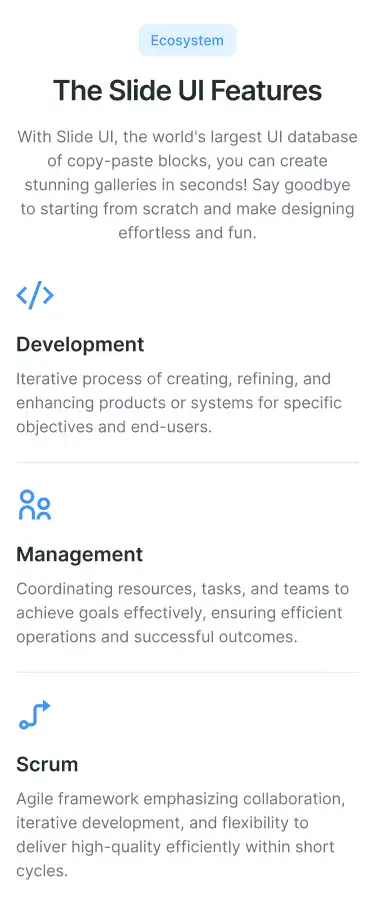 Ecosystem
The Slide UI Features
With Slide UI, the world's largest UI database
of copy-paste blocks, you can create
stunning galleries in seconds! Say goodbye
to starting from scratch and make designing
effortless and fun.
Development
Iterative process of creating, refining, and
enhancing products or systems for specific
objectives and end-users.
Management
Coordinating resources, tasks, and teams to
achieve goals effectively, ensuring efficient
operations and successful outcomes.
Scrum
Agile framework emphasizing collaboration,
iterative development, and flexibility to
deliver high-quality efficiently within short
cycles.